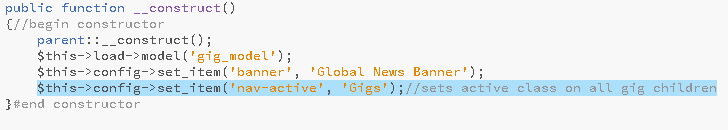 public function __construct()
{//begin constructor
    parent::__construct();
    $this->load->model('gig_model');
    $this->config->set_item('banner', 'Global News Banner');
    $this->config->set_item('nav-active', 'Gigs');//sets active class on all gig children
}#end constructor